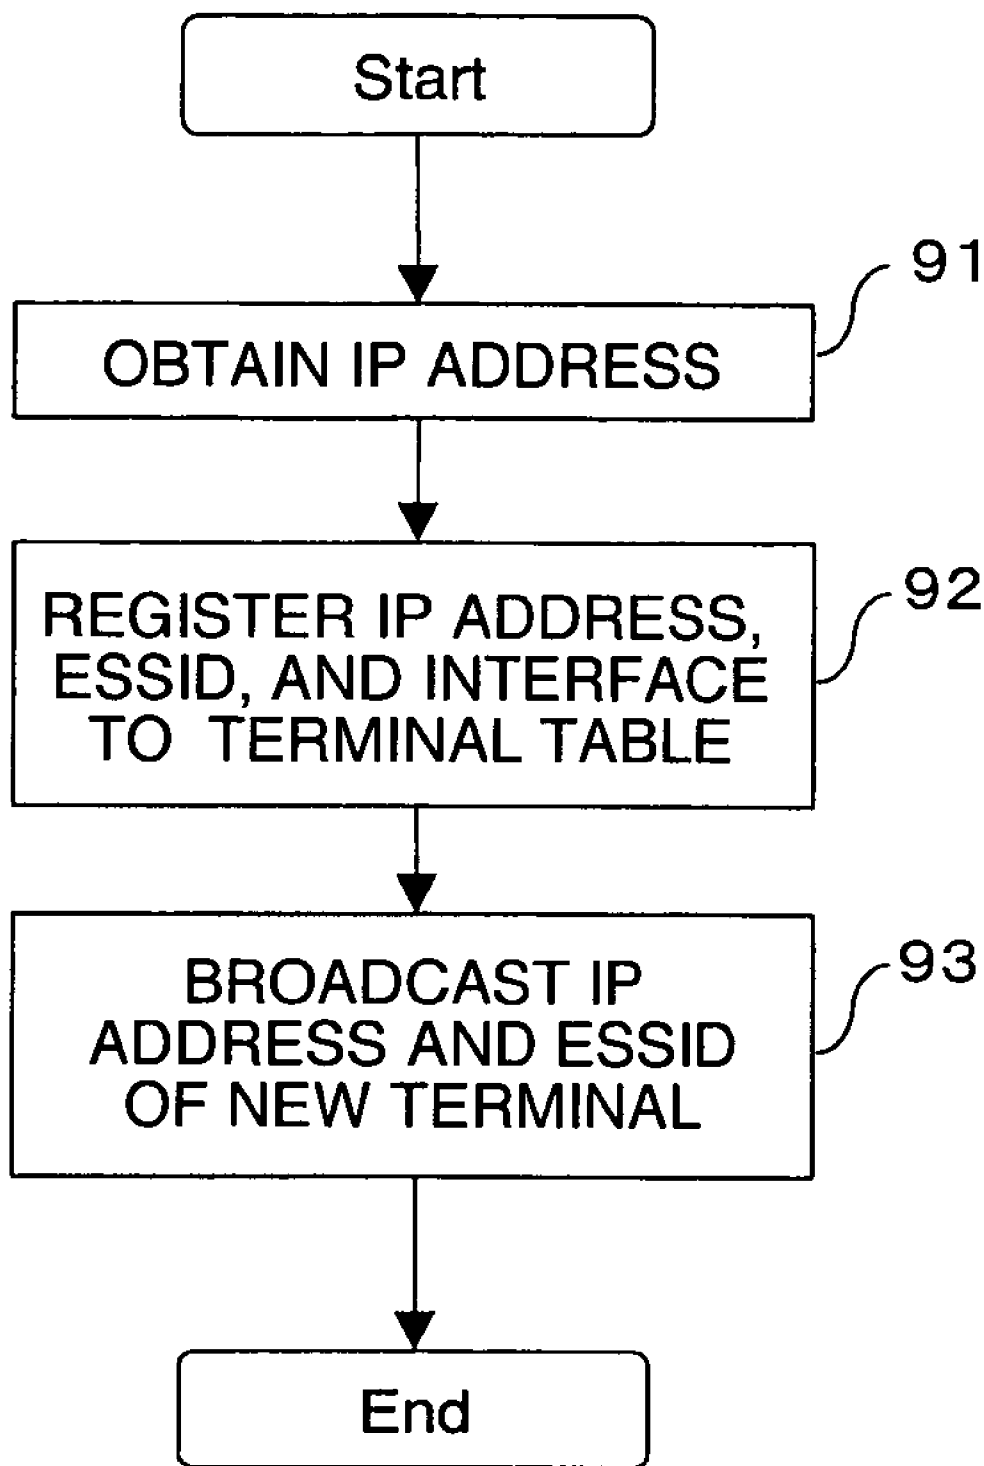 Start
91
OBTAIN IP ADDRESS
92
REGISTER IP ADDRESS,
ESSID, AND INTERFACE
TO TERMINAL TABLE
93
BROADCAST IP
ADDRESS AND ESSID
OF NEW TERMINAL
End